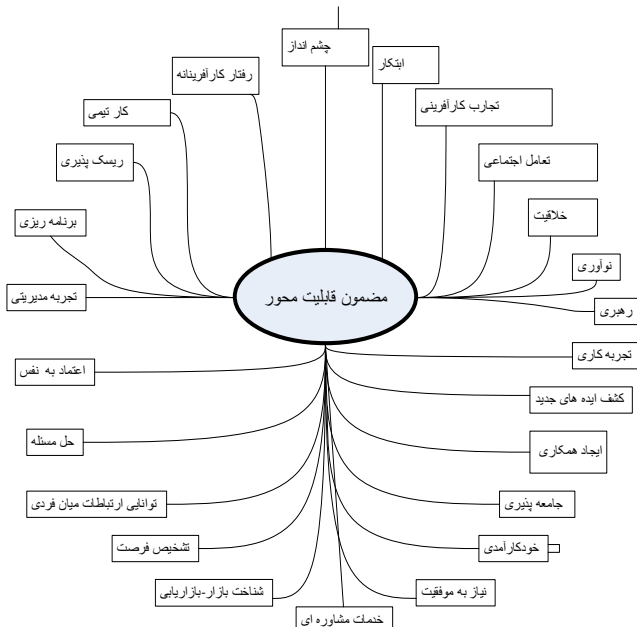 چشم انداز
ابتکار
رفتار کارآفرینانه
تجارب کارآفرینی
کار تیمی
تعامل اجتماعی
ریسک پذیری
خلاقیت
برنامه ریزی
نوآوری
تجربه مدیریتی
مضمون قابلیت محور
رهبری
تجربه کاری
اعتماد به نفس
کشف ایده های جدید
حل مسئله
ایجاد همکاری
توانایی ارتباطات میان فردی
جامعه پذیری
تشخیص فرصت
خودکارآمدی
شناخت بازار-بازاریابی
نیاز به موفقیت
خدمات مشاوره ای